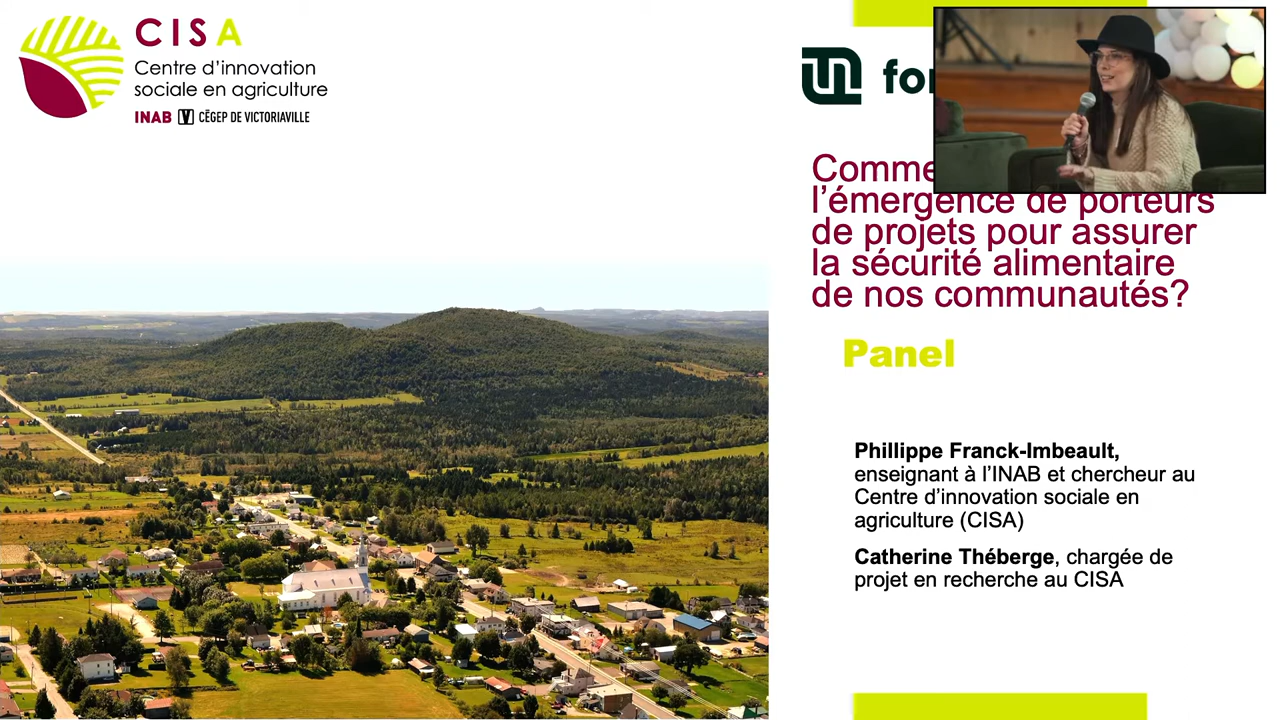 CISA
Centre d'innovation
sociale en agriculture
INAB CÉGEP DE VICTORIAVILLE
l'émergence de porteurs
de projets pour assurer
la sécurité alimentaire
de nos communautés?
Panel
Phillippe Franck-Imbeault,
enseignant à l'INAB et chercheur au
Centre d'innovation sociale en
agriculture (CISA)
Catherine Théberge, chargée de
projet en recherche au CISA